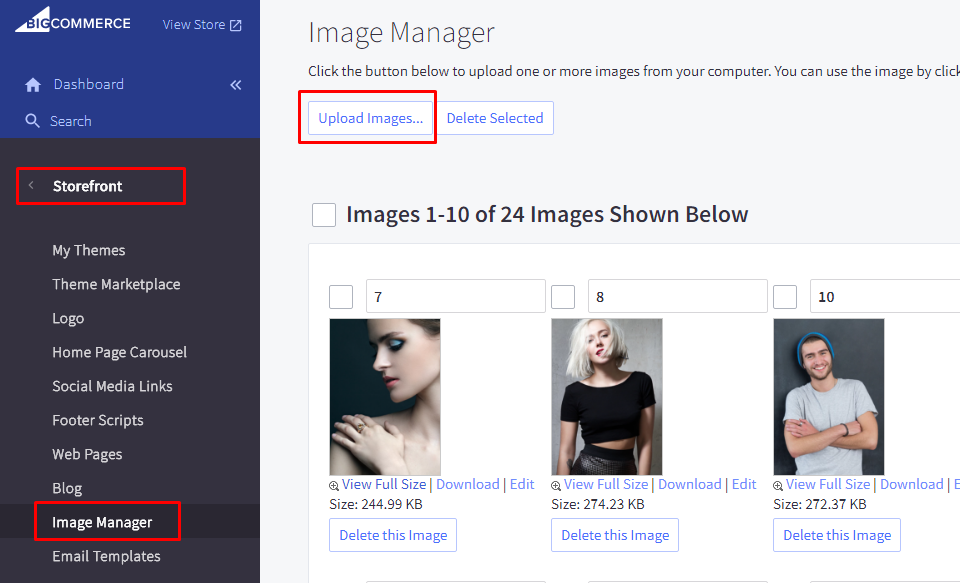 BIGCOMMERCE
View Store
Dashboard
Search
Storefront
My Themes
Theme Marketplace
Logo
Home Page Carousel
Social Media Links
Footer Scripts
Web Pages
Blog
Image Manager
Email Templates
Image Manager
Click the button below to upload one or more images from your computer. You can use the image by
Upload Images... Delete Selected
Images 1-10 of 24 Images Shown Below
7 8 10
View Full Size | Download | Edit View Full Size | Download | Edit View Full Size | Download |
Size: 244.99 KB Size: 274.23 KB Size: 272.37 KB
Delete this Image Delete this Image Delete this Image